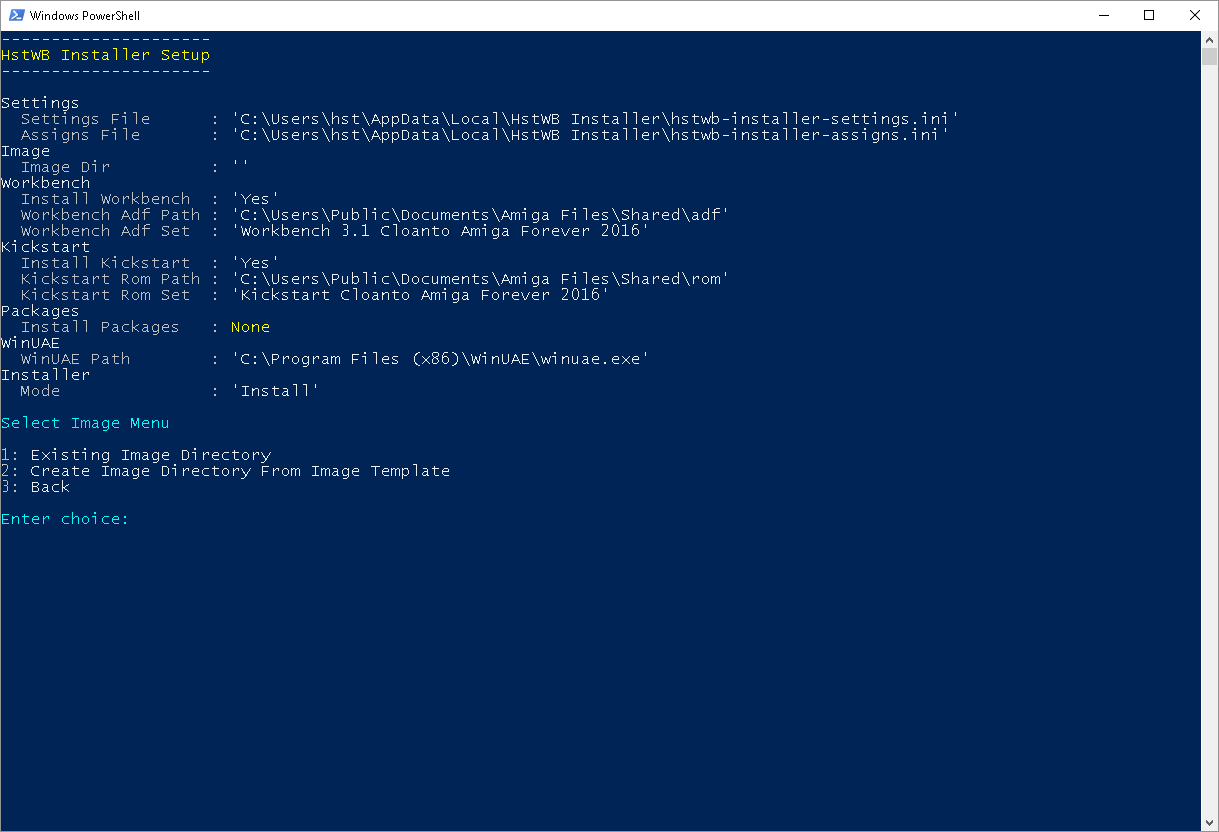 Windows PowerShell
---------------------
HstWB Installer Setup
---------------------
Settings
  Settings File      : 'C:\Users\hst\AppData\Local\HstWB Installer\hstwb-installer-settings.ini'
  Assigns File       : 'C:\Users\hst\AppData\Local\HstWB Installer\hstwb-installer-assigns.ini'
Image
  Image Dir          : ''
Workbench
  Install Workbench  : 'Yes'
  Workbench Adf Path : 'C:\Users\Public\Documents\Amiga Files\Shared\adf'
  Workbench Adf Set  : 'Workbench 3.1 Cloanto Amiga Forever 2016'
Kickstart
  Install Kickstart  : 'Yes'
  Kickstart Rom Path : 'C:\Users\Public\Documents\Amiga Files\Shared\rom'
  Kickstart Rom Set  : 'Kickstart Cloanto Amiga Forever 2016'
Packages
  Install Packages   : None
WinUAE
  WinUAE Path        : 'C:\Program Files (x86)\WinUAE\winuae.exe'
Installer
  Mode               : 'Install'
Select Image Menu
1: Existing Image Directory
2: Create Image Directory From Image Template
3: Back
Enter choice: